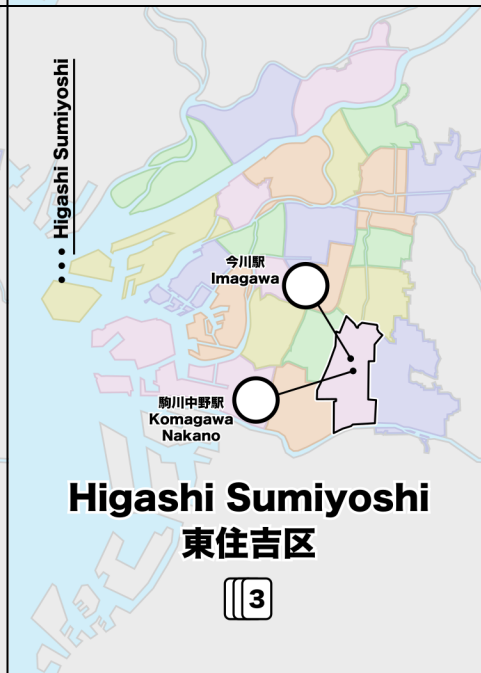 ••• Higashi Sumiyoshi
今川駅
Imagawa
駒川中野駅
Komagawa
Nakano
Higashi Sumiyoshi
東住吉区
3